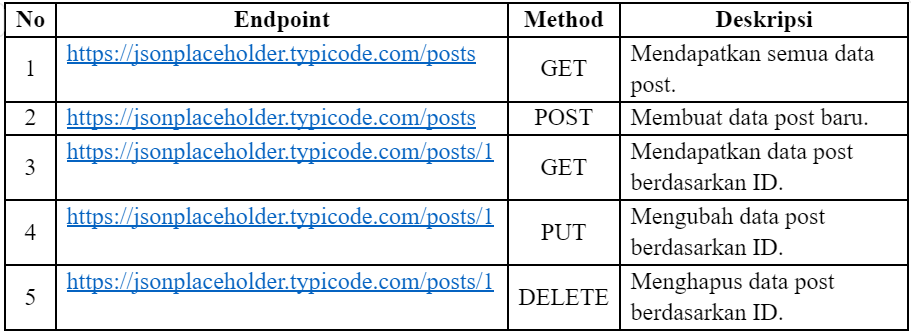 No Endpoint Method Deskripsi
1 https://jsonplaceholder.typicode.com/posts GET Mendapatkan semua data
post.
2 https://jsonplaceholder.typicode.com/posts POST Membuat data post baru.
3 https://jsonplaceholder.typicode.com/posts/1 GET Mendapatkan data post
berdasarkan ID.
4 https://jsonplaceholder.typicode.com/posts/1 PUT Mengubah data post
berdasarkan ID.
5 https://jsonplaceholder.typicode.com/posts/1 DELETE Menghapus data post
berdasarkan ID.